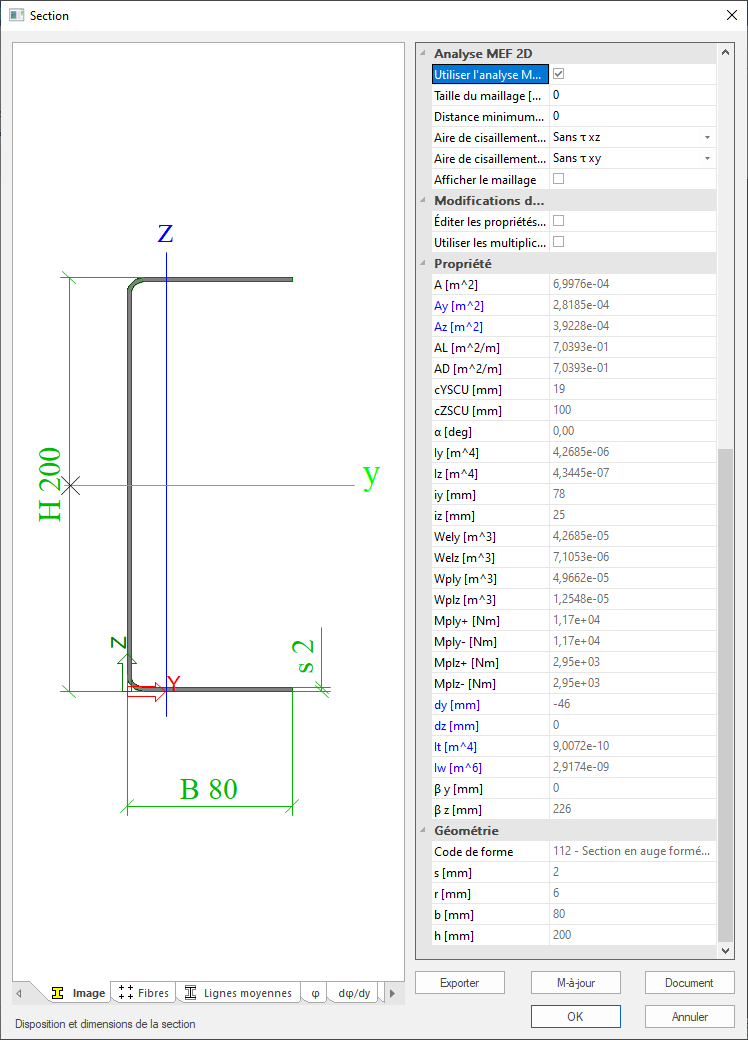 Section
Z
H 200
y
Z
Y
s 2
B 80
Image
Fibres
Lignes moyennes
φ
dφ/dy
Disposition et dimensions de la section
Analyse MEF 2D
Utiliser l'analyse M...
Taille du maillage [... 0
Distance minimum... 0
Aire de cisaillement... Sans τ xz
Aire de cisaillement... Sans τ xy
Afficher le maillage
Modifications d...
Éditer les propriétés...
Utiliser les multiplic...
Propriété
A [m^2] 6,9976e-04
Ay [m^2] 2,8185e-04
Az [m^2] 3,9228e-04
AL [m^2/m] 7,0393e-01
AD [m^2/m] 7,0393e-01
cYSCU [mm] 19
cZSCU [mm] 100
α [deg] 0,00
Iy [m^4] 4,2685e-06
Iz [m^4] 4,3445e-07
iy [mm] 78
iz [mm] 25
Wely [m^3] 4,2685e-05
Welz [m^3] 7,1053e-06
Wply [m^3] 4,9662e-05
Wplz [m^3] 1,2548e-05
Mply+ [Nm] 1,17e+04
Mply- [Nm] 1,17e+04
Mplz+ [Nm] 2,95e+03
Mplz- [Nm] 2,95e+03
dy [mm] -46
dz [mm] 0
It [m^4] 9,0072e-10
Iw [m^6] 2,9174e-09
β y [mm] 0
β z [mm] 226
Géométrie
Code de forme 112 - Section en auge formé...
s [mm] 2
r [mm] 6
b [mm] 80
h [mm] 200
Exporter
M-à-jour
Document
OK
Annuler